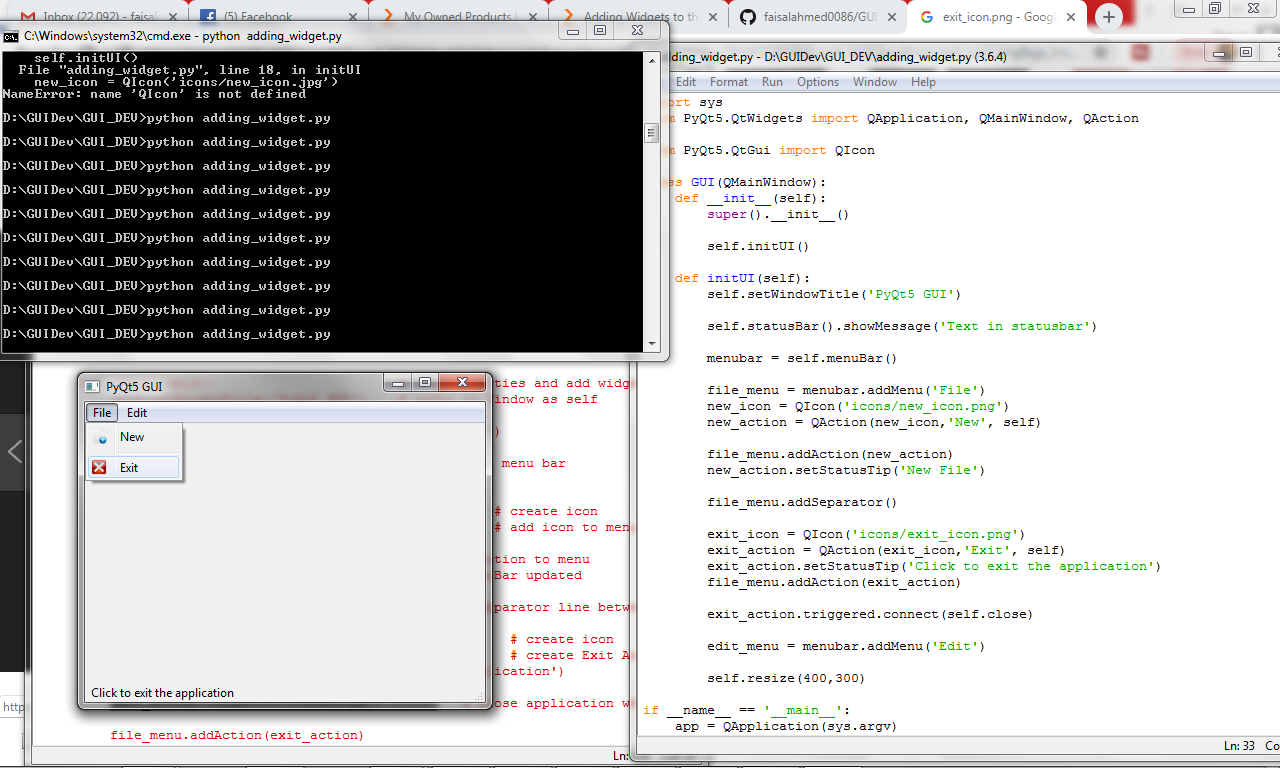 Inbox (22,092) - faisal
(5) Facebook
My Owned Products |
Adding Widgets to th
faisalahmed0086/GUI
exit_icon.png - Googl
C:\Windows\system32\cmd.exe - python adding_widget.py
self.initUI()
File "adding_widget.py", line 18, in initUI
new_icon = QIcon('icons/new_icon.jpg')
NameError: name 'QIcon' is not defined
D:\GUIDev\GUI_DEV>python adding_widget.py
D:\GUIDev\GUI_DEV>python adding_widget.py
D:\GUIDev\GUI_DEV>python adding_widget.py
D:\GUIDev\GUI_DEV>python adding_widget.py
D:\GUIDev\GUI_DEV>python adding_widget.py
D:\GUIDev\GUI_DEV>python adding_widget.py
D:\GUIDev\GUI_DEV>python adding_widget.py
D:\GUIDev\GUI_DEV>python adding_widget.py
D:\GUIDev\GUI_DEV>python adding_widget.py
D:\GUIDev\GUI_DEV>python adding_widget.py
dding_widget.py - D:\GUIDev\GUI_DEV\adding_widget.py (3.6.4)
Edit Format Run Options Window Help
ort sys
m PyQt5.QtWidgets import QApplication, QMainWindow, QAction
m PyQt5.QtGui import QIcon
ss GUI(QMainWindow):
def __init__(self):
super().__init__()
self.initUI()
def initUI(self):
self.setWindowTitle('PyQt5 GUI')
self.statusBar().showMessage('Text in statusbar')
menubar = self.menuBar()
file_menu = menubar.addMenu('File')
new_icon = QIcon('icons/new_icon.png')
new_action = QAction(new_icon,'New', self)
file_menu.addAction(new_action)
new_action.setStatusTip('New File')
file_menu.addSeparator()
exit_icon = QIcon('icons/exit_icon.png')
exit_action = QAction(exit_icon,'Exit', self)
exit_action.setStatusTip('Click to exit the application')
file_menu.addAction(exit_action)
exit_action.triggered.connect(self.close)
edit_menu = menubar.addMenu('Edit')
self.resize(400,300)
if __name__ == '__main__':
app = QApplication(sys.argv)
Ln: 33 Co
PyQt5 GUI
File Edit
New
Exit
Click to exit the application
ties and add widg
indow as self
)
menu bar
# create icon
# add icon to men
tion to menu
Bar updated
parator line betw
# create icon
# create Exit A
ication')
ose application w
file_menu.addAction(exit_action)
Ln:
http